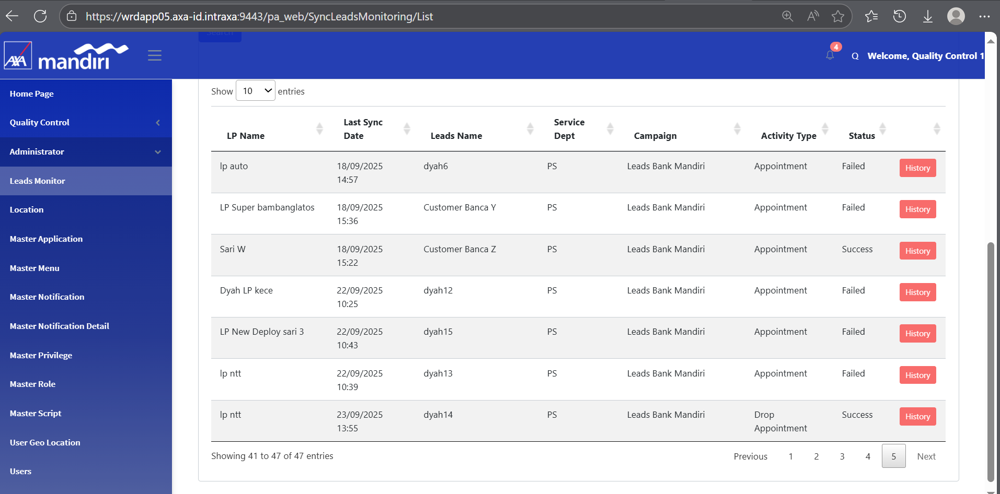 https://wrdapp05.axa-id.intraxa:9443/pa_web/SyncLeadsMonitoring/List
Search
AXA mandiri
4
Q Welcome, Quality Control 1
Home Page
Quality Control
Administrator
Leads Monitor
Location
Master Application
Master Menu
Master Notification
Master Notification Detail
Master Privilege
Master Role
Master Script
User Geo Location
Users
Show 10 entries
LP Name Last Sync Date Leads Name Service Dept Campaign Activity Type Status
lp auto 18/09/2025 14:57 dyah6 PS Leads Bank Mandiri Appointment Failed History
LP Super bambanglatos 18/09/2025 15:36 Customer Banca Y PS Leads Bank Mandiri Appointment Failed History
Sari W 18/09/2025 15:22 Customer Banca Z PS Leads Bank Mandiri Appointment Success History
Dyah LP kece 22/09/2025 10:25 dyah12 PS Leads Bank Mandiri Appointment Failed History
LP New Deploy sari 3 22/09/2025 10:43 dyah15 PS Leads Bank Mandiri Appointment Failed History
lp ntt 22/09/2025 10:39 dyah13 PS Leads Bank Mandiri Appointment Failed History
lp ntt 23/09/2025 13:55 dyah14 PS Leads Bank Mandiri Drop Appointment Success History
Showing 41 to 47 of 47 entries
Previous 1 2 3 4 5 Next